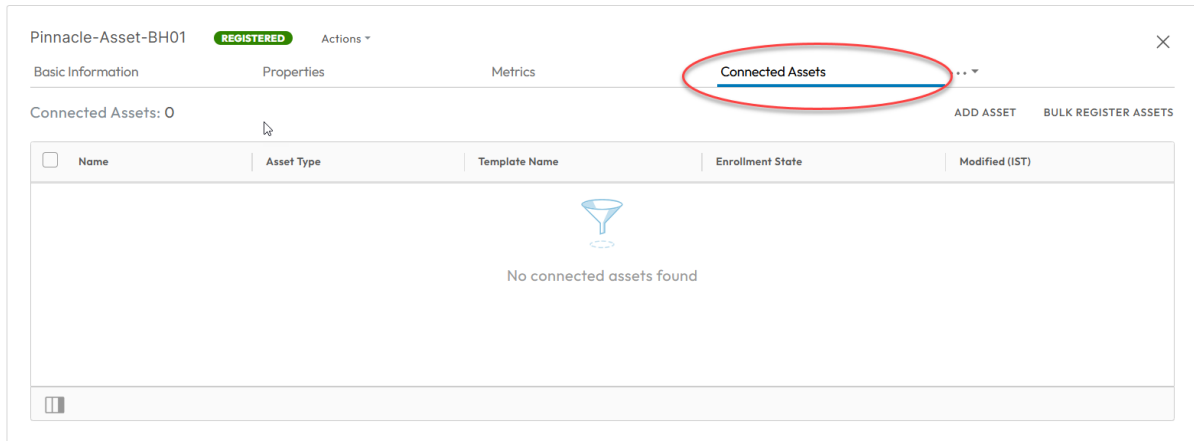 Pinnacle-Asset-BH01 REGISTERED Actions
Basic Information Properties Metrics Connected Assets ..
Connected Assets: 0 ADD ASSET BULK REGISTER ASSETS
Name Asset Type Template Name Enrollment State Modified (IST)
No connected assets found